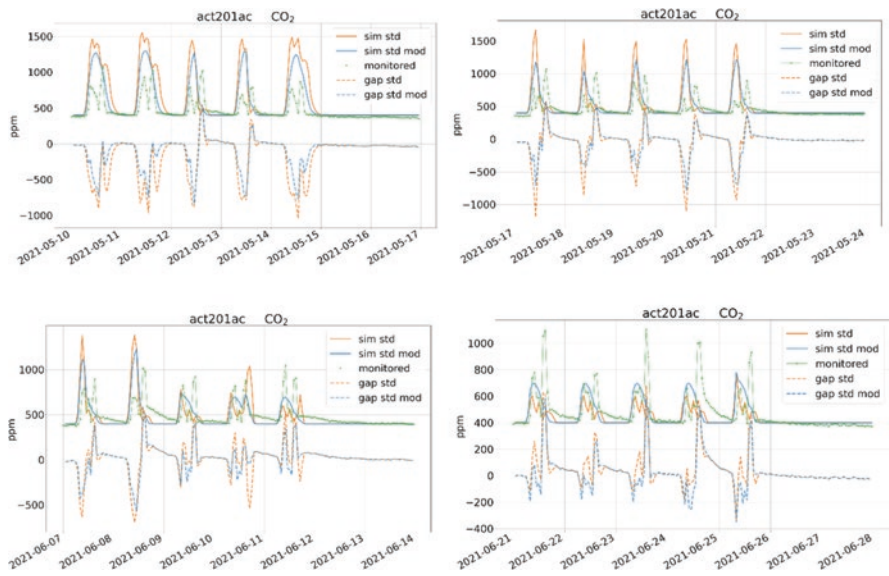 act201ac CO₂
1500
1000
500
0
−500
−1000
ppm
sim std
sim std mod
monitored
gap std
gap std mod
2021-05-10
2021-05-11
2021-05-12
2021-05-13
2021-05-14
2021-05-15
2021-05-16
2021-05-17
act201ac CO₂
1500
1000
500
0
−500
−1000
ppm
sim std
sim std mod
monitored
gap std
gap std mod
2021-05-17
2021-05-18
2021-05-19
2021-05-20
2021-05-21
2021-05-22
2021-05-23
2021-05-24
act201ac CO₂
1000
500
0
−500
ppm
sim std
sim std mod
monitored
gap std
gap std mod
2021-06-07
2021-06-08
2021-06-09
2021-06-10
2021-06-11
2021-06-12
2021-06-13
2021-06-14
act201ac CO₂
1000
800
600
400
200
0
−200
−400
ppm
sim std
sim std mod
monitored
gap std
gap std mod
2021-06-21
2021-06-22
2021-06-23
2021-06-24
2021-06-25
2021-06-26
2021-06-27
2021-06-28